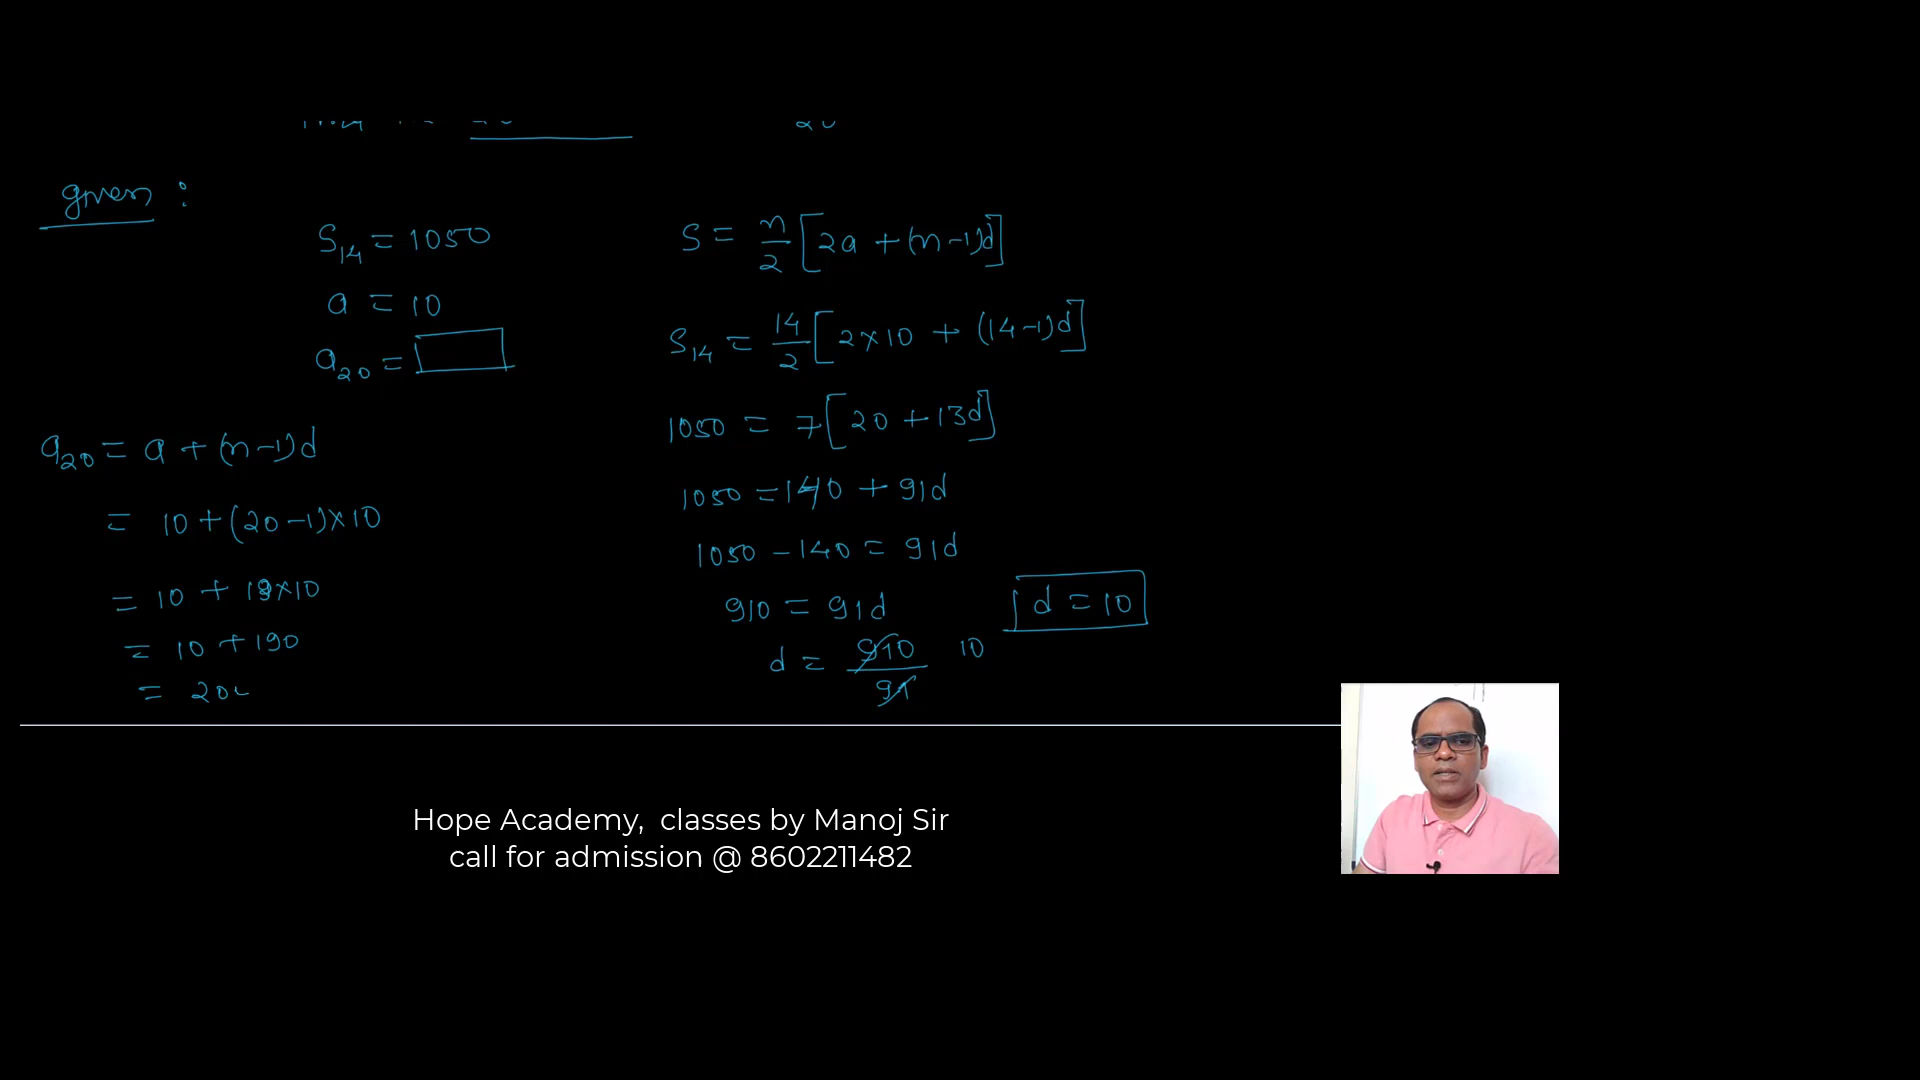 given :
S14 = 1050
a = 10
a20 =
a20 = a + (n-1)d
= 10 + (20-1)×10
= 10 + 19×10
= 10 + 190
= 20
S = n/2 [2a + (n-1)d]
S14 = 14/2 [2×10 + (14-1)d]
1050 = 7[20 + 13d]
1050 = 140 + 91d
1050 - 140 = 91d
910 = 91d
d = 910/91 10
d = 10
Hope Academy, classes by Manoj Sir
call for admission @ 8602211482